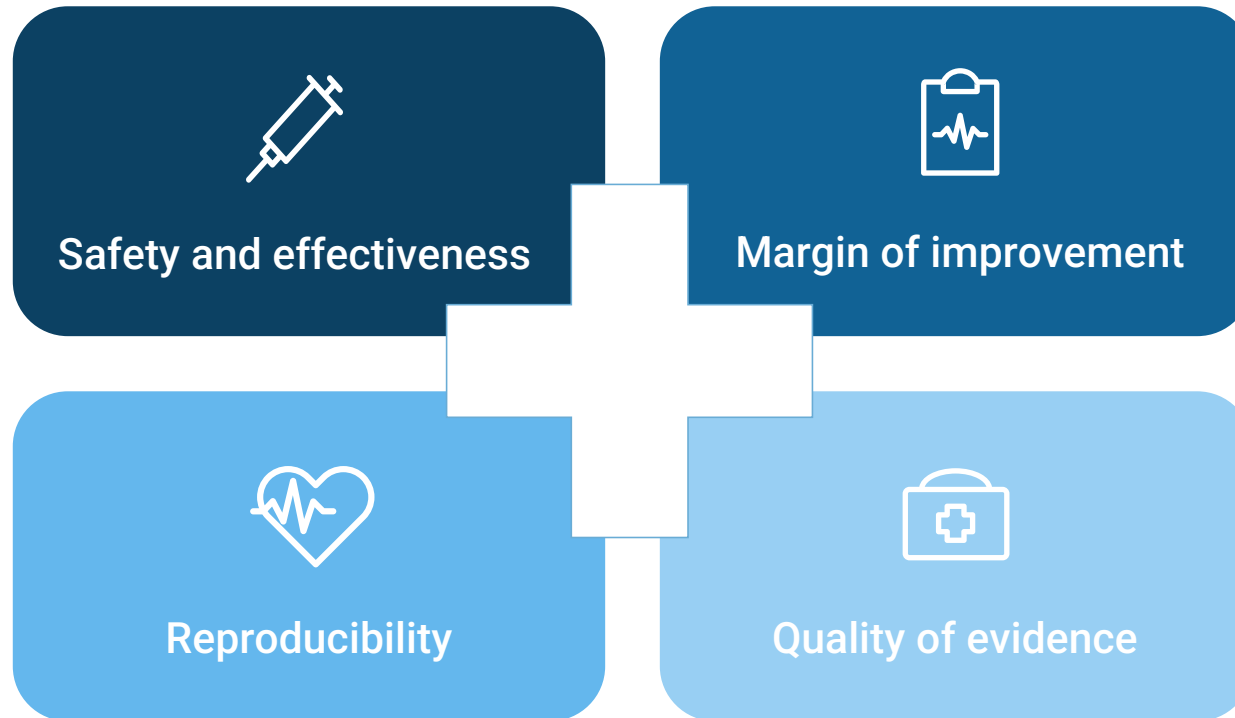 Safety and effectiveness
Margin of improvement
Reproducibility
Quality of evidence